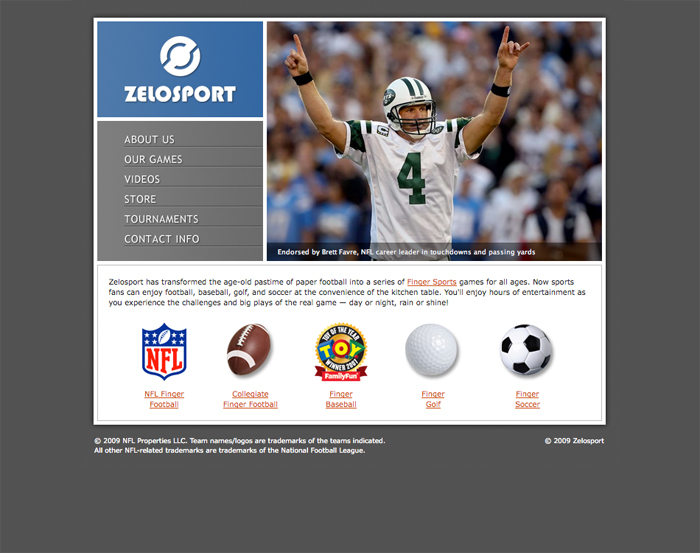 ZELOSPORT
ABOUT US
OUR GAMES
VIDEOS
STORE
TOURNAMENTS
CONTACT INFO
4
Endorsed by Brett Favre, NFL career leader in touchdowns and passing yards
Zelosport has transformed the age-old pastime of paper football into a series of Finger Sports games for all ages. Now sports
fans can enjoy football, baseball, golf, and soccer at the convenience of the kitchen table. You'll enjoy hours of entertainment as
you experience the challenges and big plays of the real game — day or night, rain or shine!
NFL
TOY OF THE YEAR
TOY
WINNER 2007
FamilyFun
NFL Finger
Football
Collegiate
Finger Football
Finger
Baseball
Finger
Golf
Finger
Soccer
© 2009 NFL Properties LLC. Team names/logos are trademarks of the teams indicated.
All other NFL-related trademarks are trademarks of the National Football League.
© 2009 Zelosport